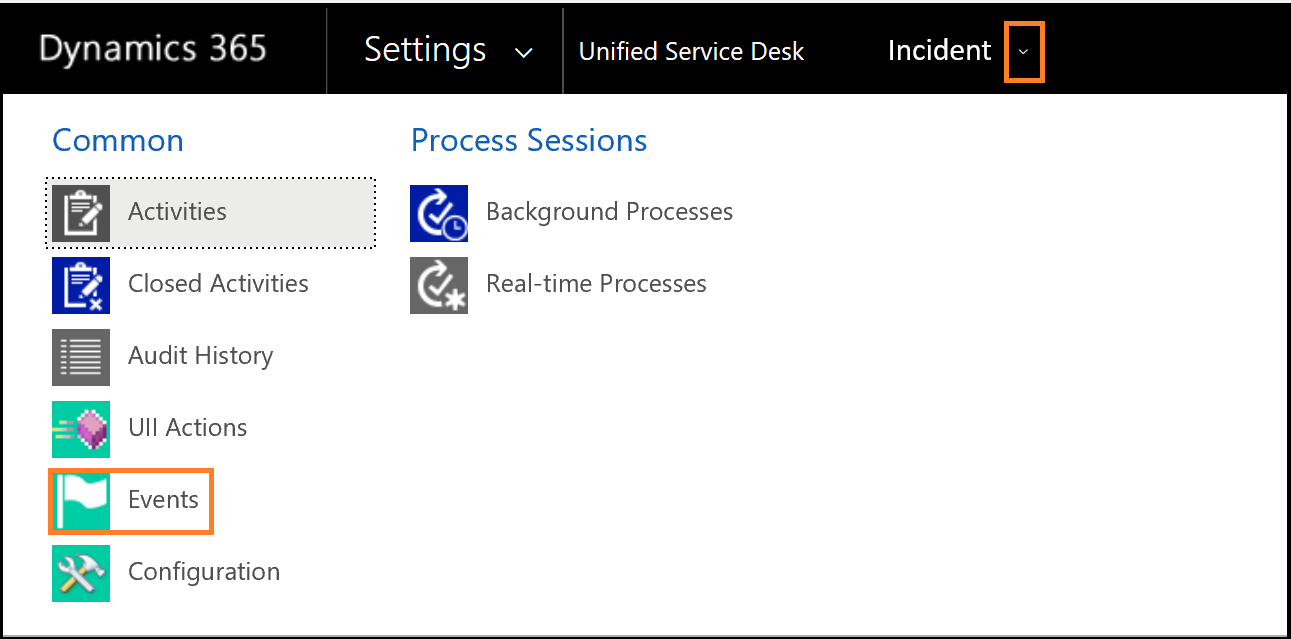 Dynamics 365 Settings Unified Service Desk Incident
Common
Activities
Closed Activities
Audit History
UII Actions
Events
Configuration
Process Sessions
Background Processes
Real-time Processes